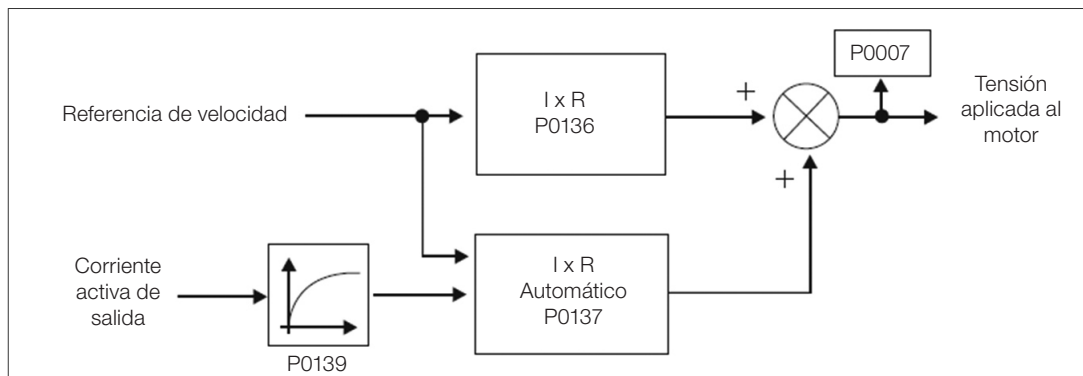 P0007
Referencia de velocidad
I x R
P0136
+
Tensión
aplicada al
motor
+
Corriente
activa de
salida
I x R
Automático
P0137
P0139